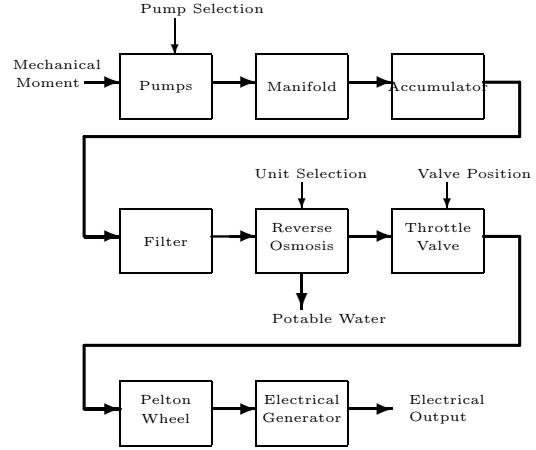 Pump Selection
Mechanical
Moment
Pumps
Manifold
Accumulator
Unit Selection
Valve Position
Filter
Reverse
Osmosis
Throttle
Valve
Potable Water
Pelton
Wheel
Electrical
Generator
Electrical
Output